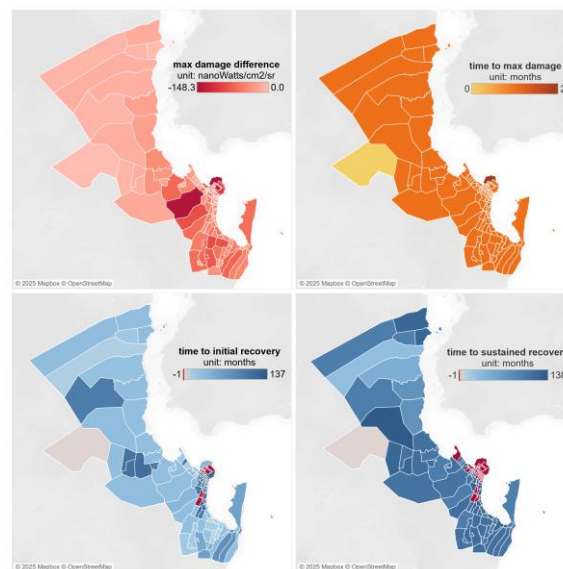 max damage difference
unit: nanoWatts/cm2/sr
-148.3 0.0
© 2025 Mapbox © OpenStreetMap
time to max damage
unit: months
0 2
© 2025 Mapbox © OpenStreetMap
time to initial recovery
unit: months
-1 137
© 2025 Mapbox © OpenStreetMap
time to sustained recovery
unit: months
-1 138
© 2025 Mapbox © OpenStreetMap